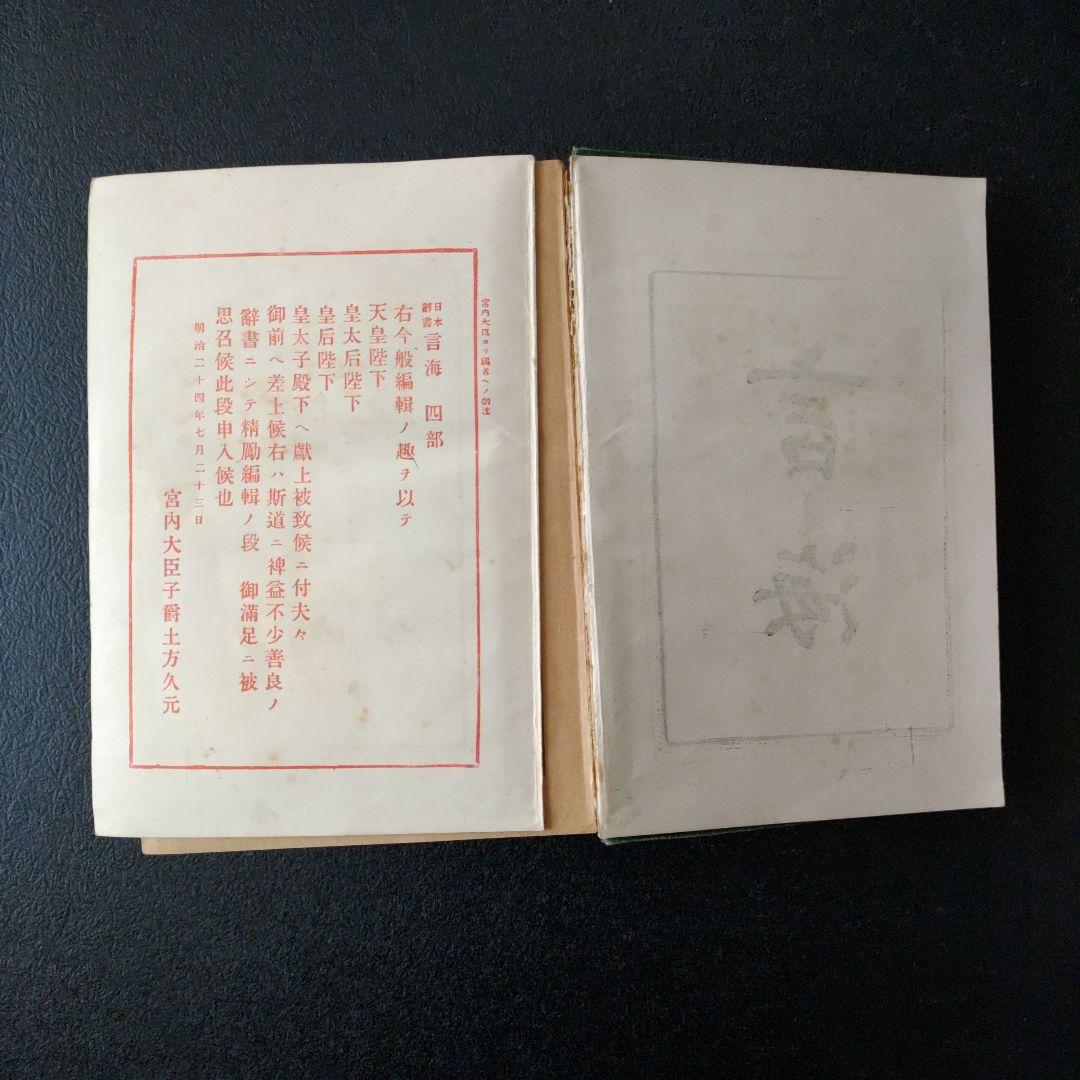 宮内大臣ヨリ編者ヘノ御達
日本辭書 言海 四部
右今般編輯ノ趣ヲ以テ
天皇陛下
皇太后陛下
皇后陛下
皇太子殿下ヘ獻上被致候ニ付夫々
御前ヘ差上候右ハ斯道ニ裨益不少善良ノ
辭書ニシテ精勵編輯ノ段 御滿足ニ被
思召候此段申入候也
明治二十四年七月二十三日
宮内大臣子爵土方久元
言海